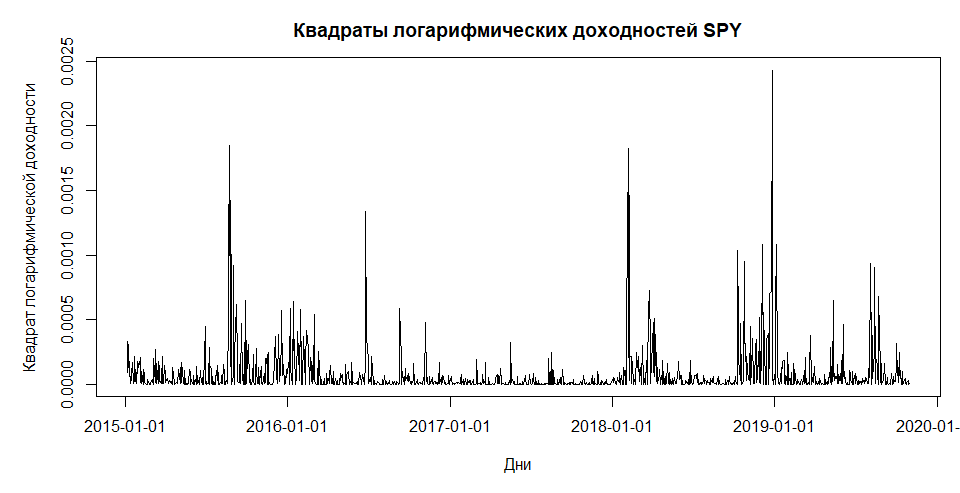 Квадраты логарифмических доходностей SPY
Квадрат логарифмической доходности
0.0025
0.0020
0.0015
0.0010
0.0005
0.0000
2015-01-01 2016-01-01 2017-01-01 2018-01-01 2019-01-01 2020-01-
Дни